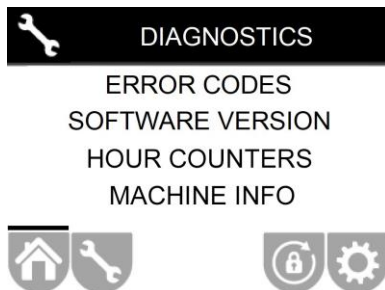 DIAGNOSTICS
ERROR CODES
SOFTWARE VERSION
HOUR COUNTERS
MACHINE INFO